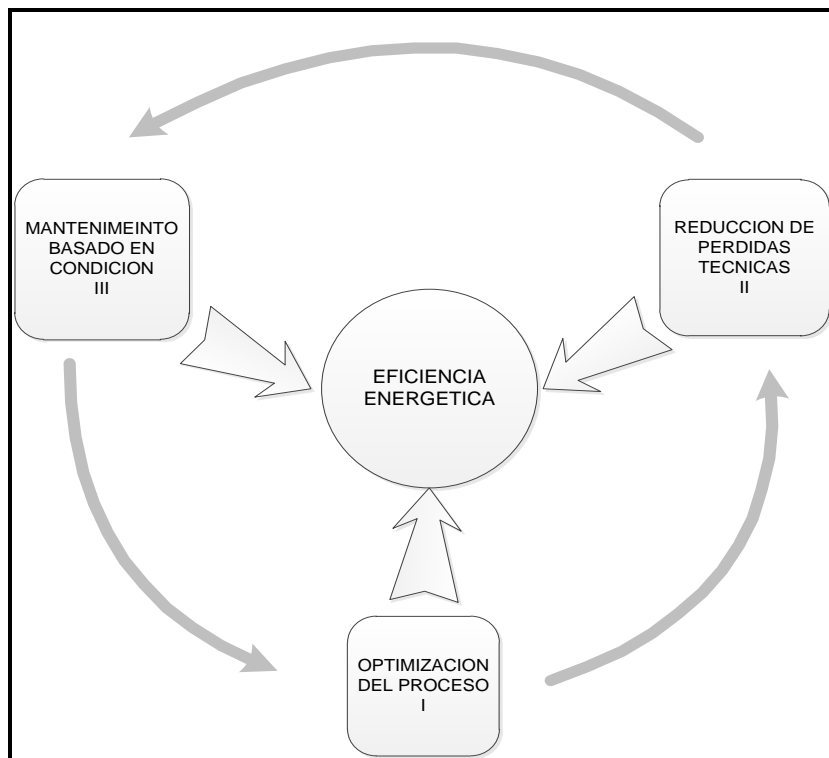 MANTENIMEINTO
BASADO EN
CONDICION
III
REDUCCION DE
PERDIDAS
TECNICAS
II
EFICIENCIA
ENERGETICA
OPTIMIZACION
DEL PROCESO
I